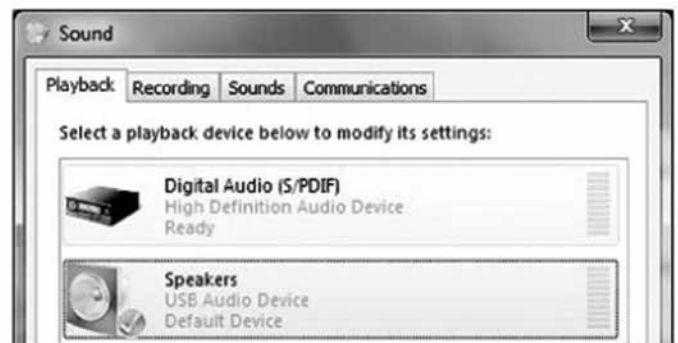 Sound
Playback Recording Sounds Communications
Select a playback device below to modify its settings:
Digital Audio (S/PDIF)
High Definition Audio Device
Ready
Speakers
USB Audio Device
Default Device